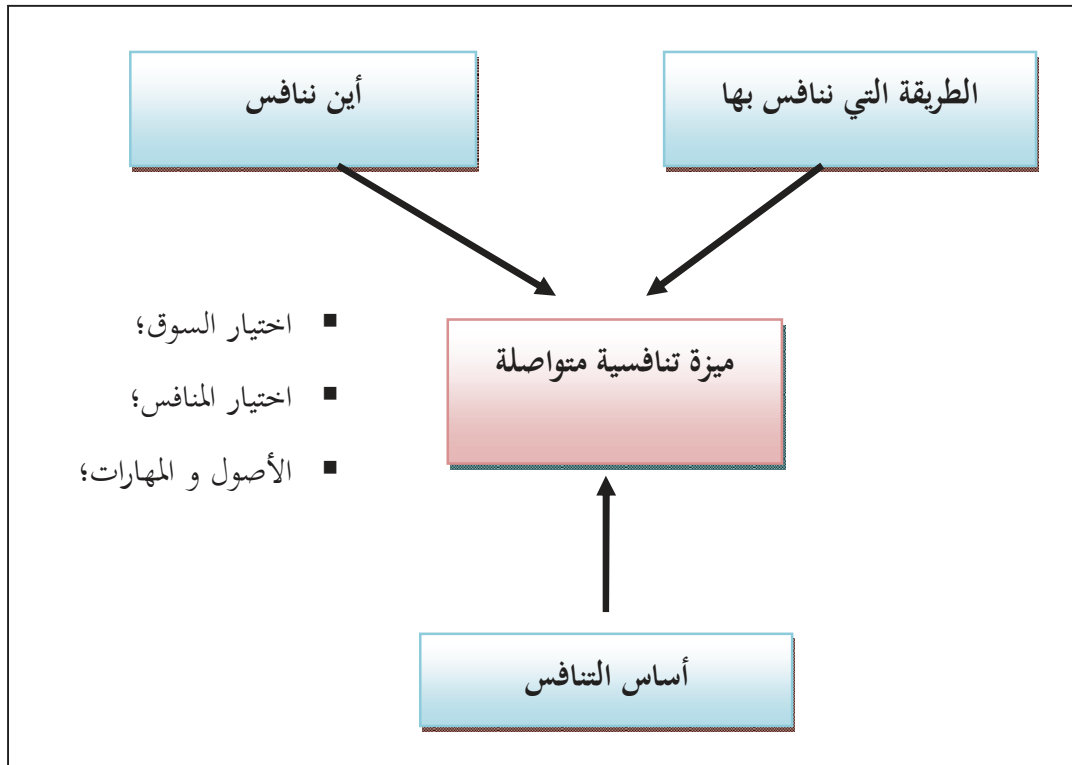 الطريقة التي ننافس بها
أين ننافس
ميزة تنافسية متواصلة
▪ اختيار السوق؛
▪ اختيار المنافس؛
▪ الأصول و المهارات؛
أساس التنافس